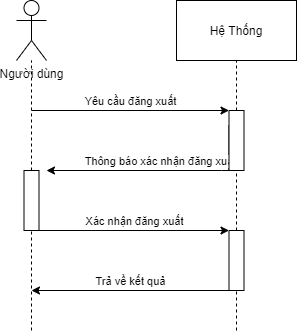 Hệ Thống
Người dùng
Yêu cầu đăng xuất
Thông báo xác nhận đăng xu
Xác nhận đăng xuất
Trả về kết quả